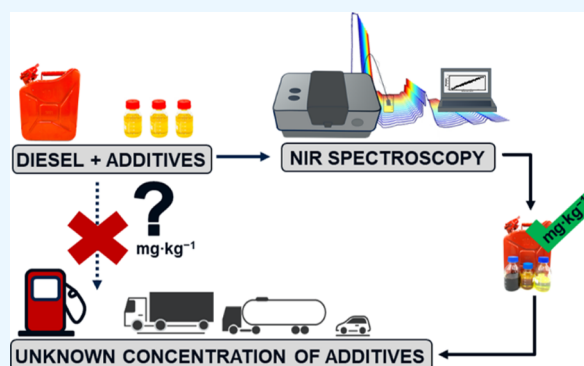 DIESEL + ADDITIVES
NIR SPECTROSCOPY
?
mg·kg⁻¹
mg·kg⁻¹
UNKNOWN CONCENTRATION OF ADDITIVES